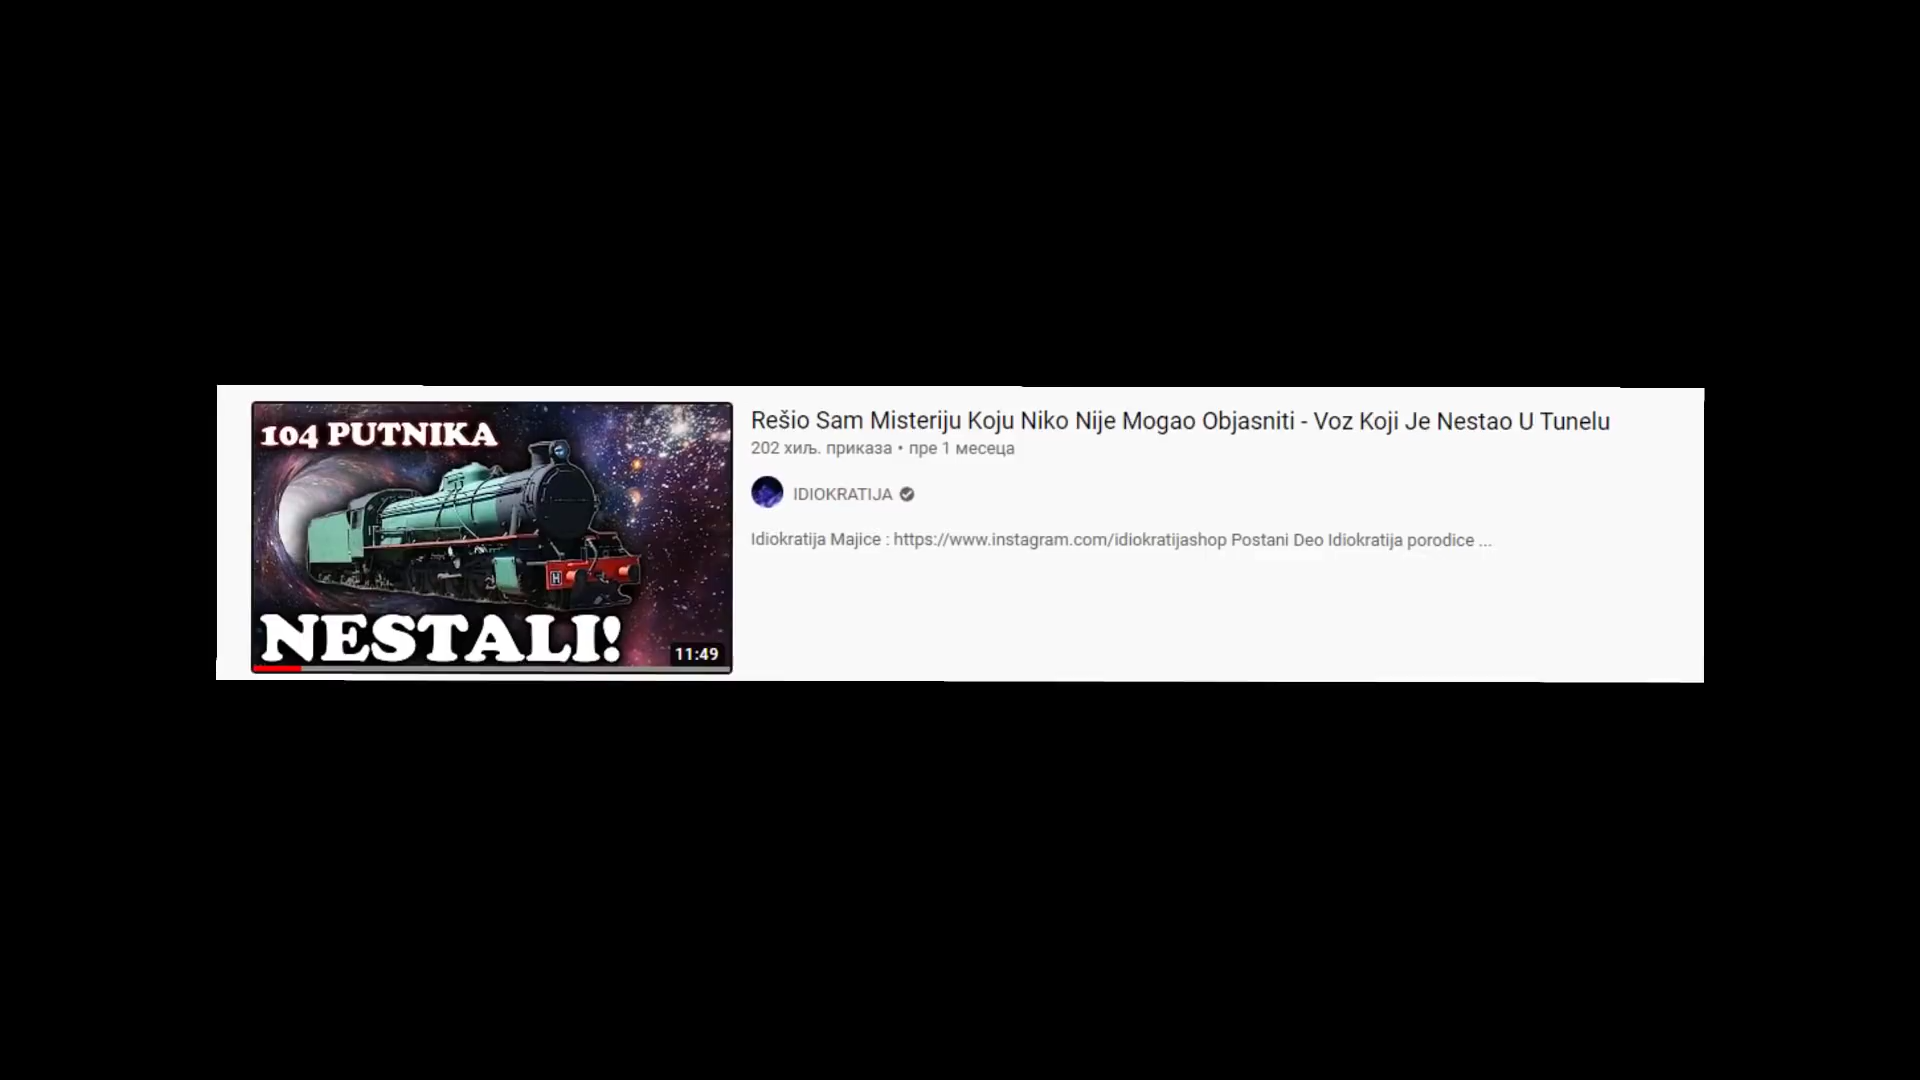 104 PUTNIKA
NESTALI!
11:49
Rešio Sam Misteriju Koju Niko Nije Mogao Objasniti - Voz Koji Je Nestao U Tunelu
202 хиљ. приказа • пре 1 месеца
IDIOKRATIJA
Idiokratija Majice : https://www.instagram.com/idiokratijashop Postani Deo Idiokratija porodice ...
H